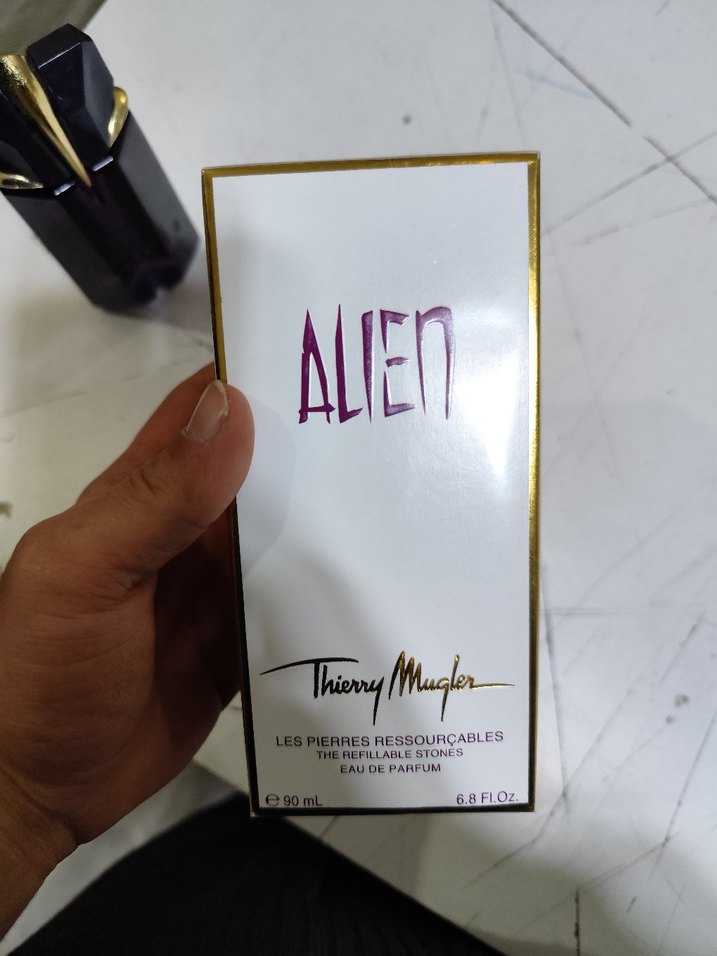 ALIEN
Thierry Mugler
LES PIERRES RESSOURÇABLES
THE REFILLABLE STONES
EAU DE PARFUM
℮ 90 mL 6.8 Fl.Oz.